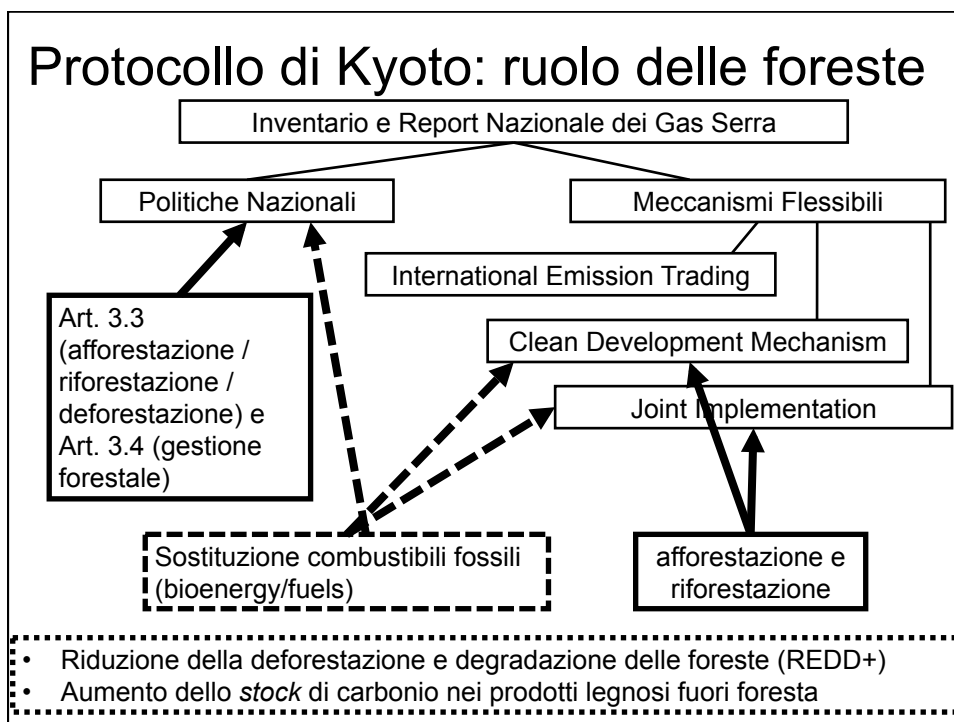 Protocollo di Kyoto: ruolo delle foreste
Inventario e Report Nazionale dei Gas Serra
Politiche Nazionali
Meccanismi Flessibili
International Emission Trading
Art. 3.3
(afforestazione /
riforestazione /
deforestazione) e
Art. 3.4 (gestione
forestale)
Clean Development Mechanism
Joint Implementation
Sostituzione combustibili fossili
(bioenergy/fuels)
afforestazione e
riforestazione
• Riduzione della deforestazione e degradazione delle foreste (REDD+)
• Aumento dello stock di carbonio nei prodotti legnosi fuori foresta